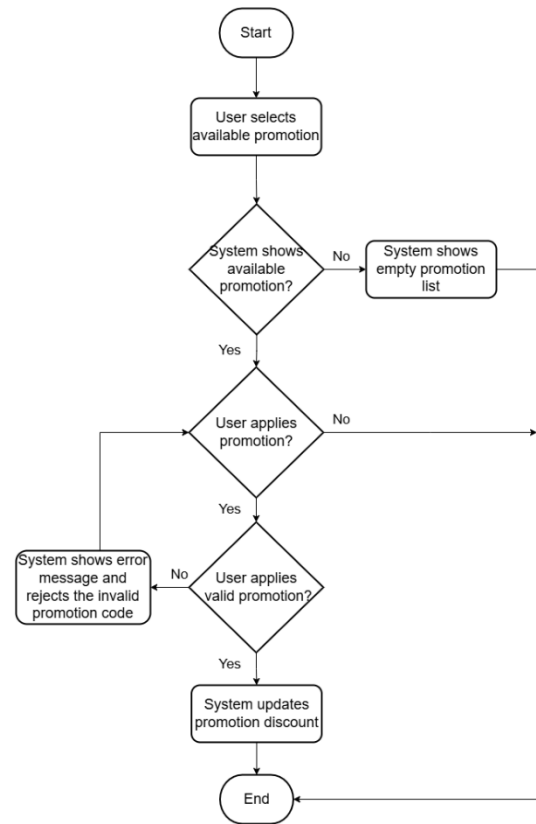 Start
User selects
available promotion
System shows
available
promotion?
No
System shows
empty promotion
list
Yes
User applies
promotion?
No
Yes
System shows error
message and
rejects the invalid
promotion code
No
User applies
valid promotion?
Yes
System updates
promotion discount
End